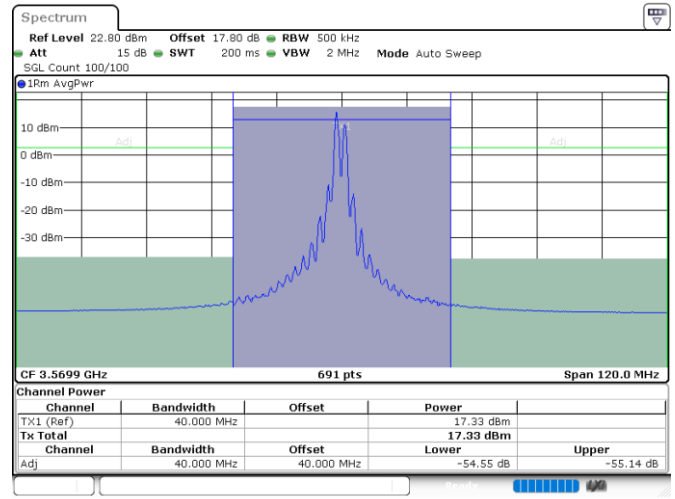 Spectrum
Ref Level 22.80 dBm Offset 17.80 dB RBW 500 kHz
Att 15 dB SWT 200 ms VBW 2 MHz Mode Auto Sweep
SGL Count 100/100
1Rm AvgPwr
10 dBm
Adj Adj
0 dBm
-10 dBm
-20 dBm
-30 dBm
CF 3.5699 GHz 691 pts Span 120.0 MHz
Channel Power
Channel Bandwidth Offset Power
TX1 (Ref) 40.000 MHz 17.33 dBm
Tx Total 17.33 dBm
Channel Bandwidth Offset Lower Upper
Adj 40.000 MHz 40.000 MHz -54.55 dB -55.14 dB
Ready